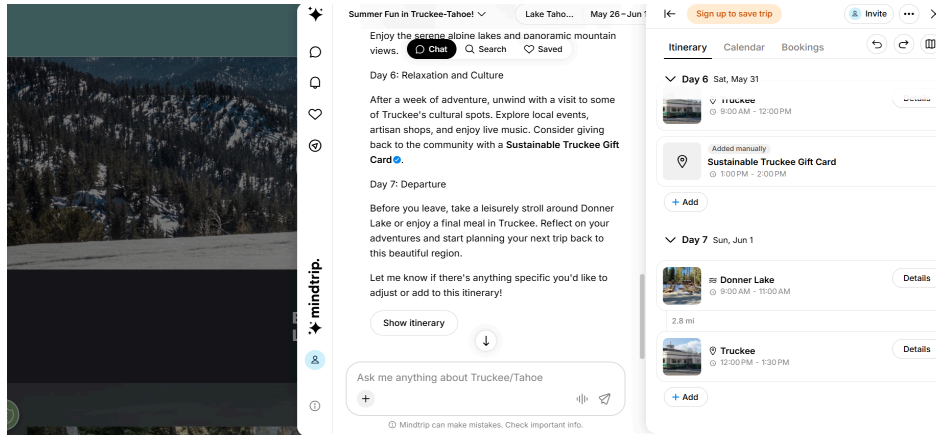 Summer Fun in Truckee-Tahoe!
Lake Taho...
May 26 – Jun 1
Enjoy the serene alpine lakes and panoramic mountain
views.
Chat
Search
Saved
Day 6: Relaxation and Culture
After a week of adventure, unwind with a visit to some
of Truckee's cultural spots. Explore local events,
artisan shops, and enjoy live music. Consider giving
back to the community with a Sustainable Truckee Gift
Card.
Day 7: Departure
Before you leave, take a leisurely stroll around Donner
Lake or enjoy a final meal in Truckee. Reflect on your
adventures and start planning your next trip back to
this beautiful region.
Let me know if there's anything specific you'd like to
adjust or add to this itinerary!
Show itinerary
Ask me anything about Truckee/Tahoe
Mindtrip can make mistakes. Check important info.
mindtrip.
Sign up to save trip
Invite
Itinerary
Calendar
Bookings
Day 6 Sat, May 31
Truckee
Details
9:00 AM - 12:00 PM
Added manually
Sustainable Truckee Gift Card
1:00 PM - 2:00 PM
+ Add
Day 7 Sun, Jun 1
Donner Lake
Details
9:00 AM - 11:00 AM
2.8 mi
Truckee
Details
12:00 PM - 1:30 PM
+ Add